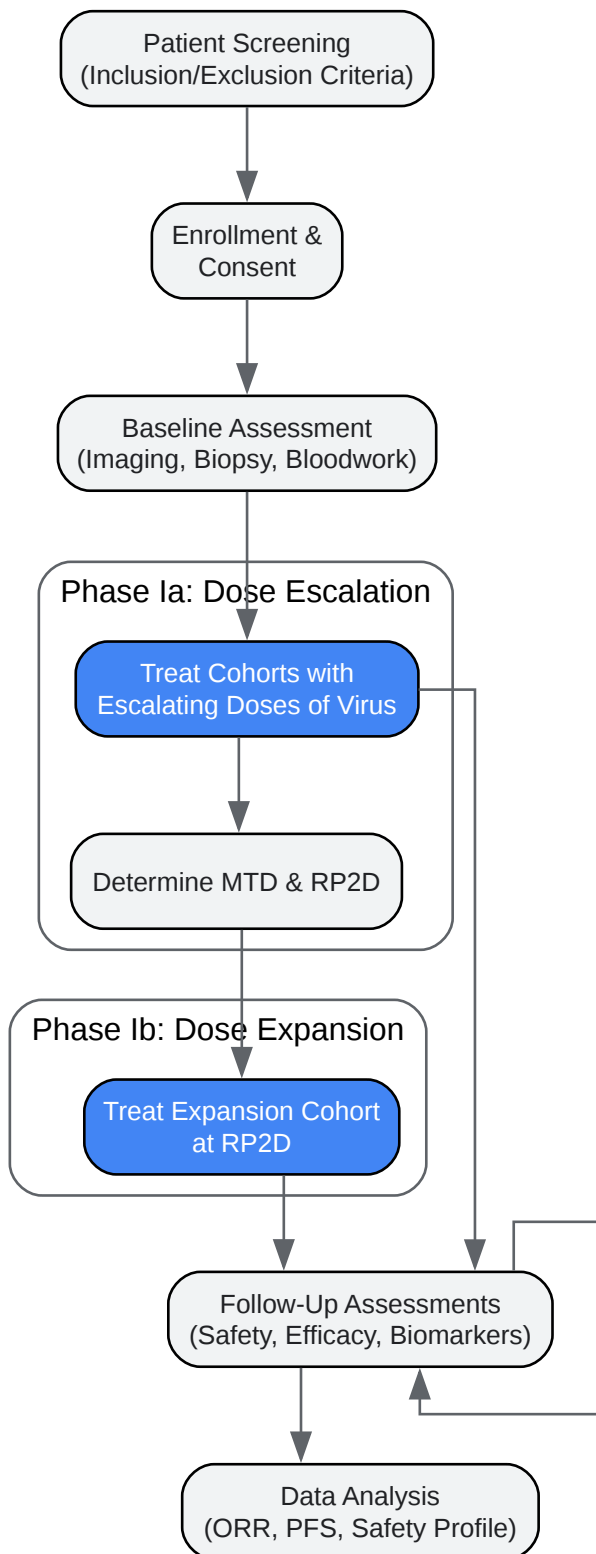 Patient Screening
(Inclusion/Exclusion Criteria)
Enrollment &
Consent
Baseline Assessment
(Imaging, Biopsy, Bloodwork)
Phase Ia: Dose Escalation
Treat Cohorts with
Escalating Doses of Virus
Determine MTD & RP2D
Phase Ib: Dose Expansion
Treat Expansion Cohort
at RP2D
Follow-Up Assessments
(Safety, Efficacy, Biomarkers)
Data Analysis
(ORR, PFS, Safety Profile)